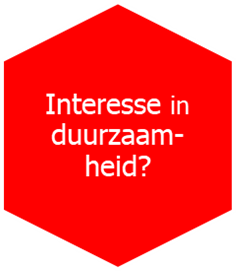 Interesse in
duurzaam-
heid?